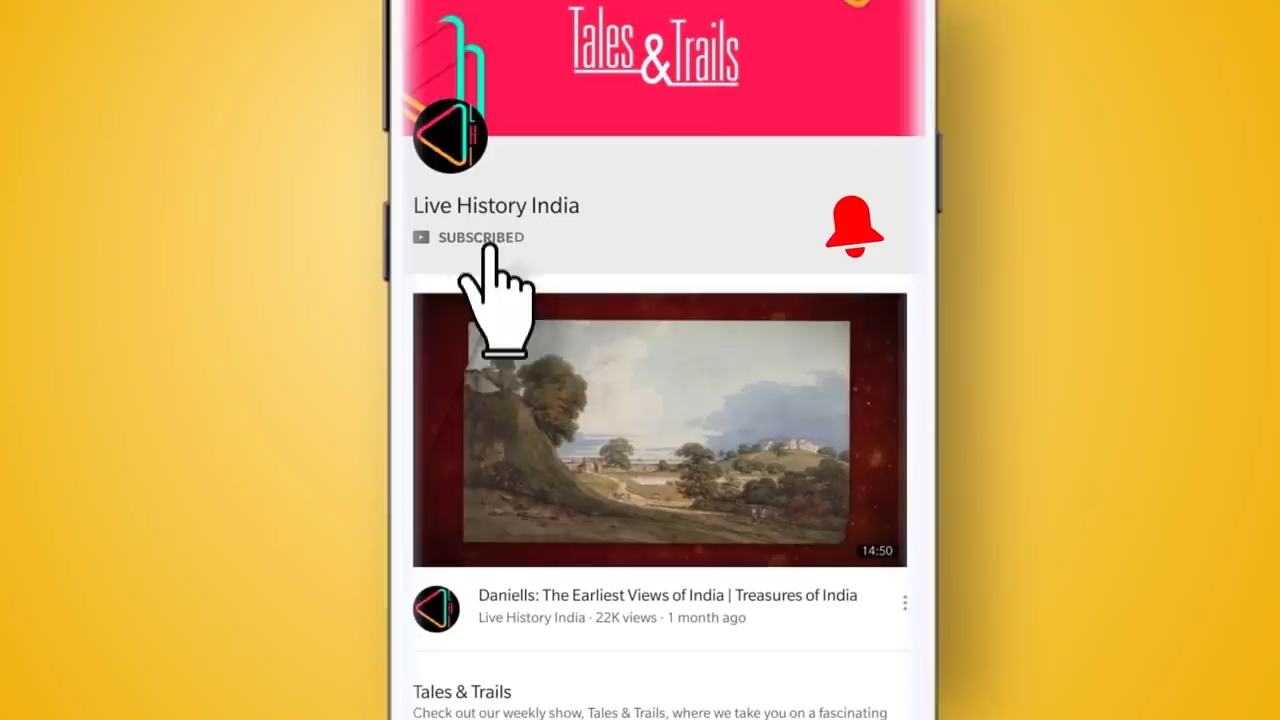 Tales & Trails
Live History India
SUBSCRIBED
14:50
Daniells: The Earliest Views of India | Treasures of India
Live History India · 22K views · 1 month ago
Tales & Trails
Check out our weekly show, Tales & Trails, where we take you on a fascinating